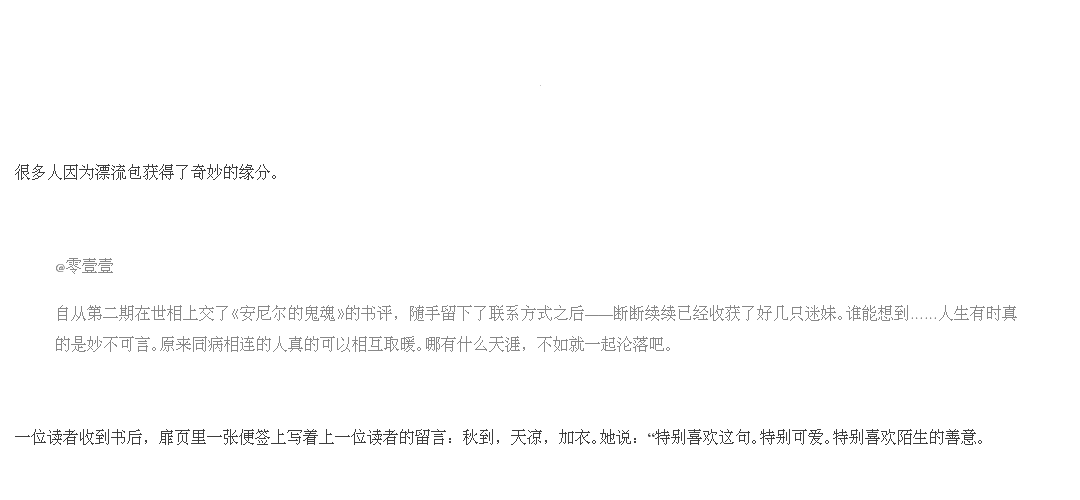 很多人因为漂流包获得了奇妙的缘分。
@零壹壹
自从第二期在世相上交了《安尼尔的鬼魂》的书评，随手留下了联系方式之后——断断续续已经收获了好几只迷妹。谁能想到……人生有时真
的是妙不可言。原来同病相连的人真的可以相互取暖。哪有什么天涯，不如就一起沦落吧。
一位读者收到书后，扉页里一张便签上写着上一位读者的留言：秋到，天凉，加衣。她说：“特别喜欢这句。特别可爱。特别喜欢陌生的善意。